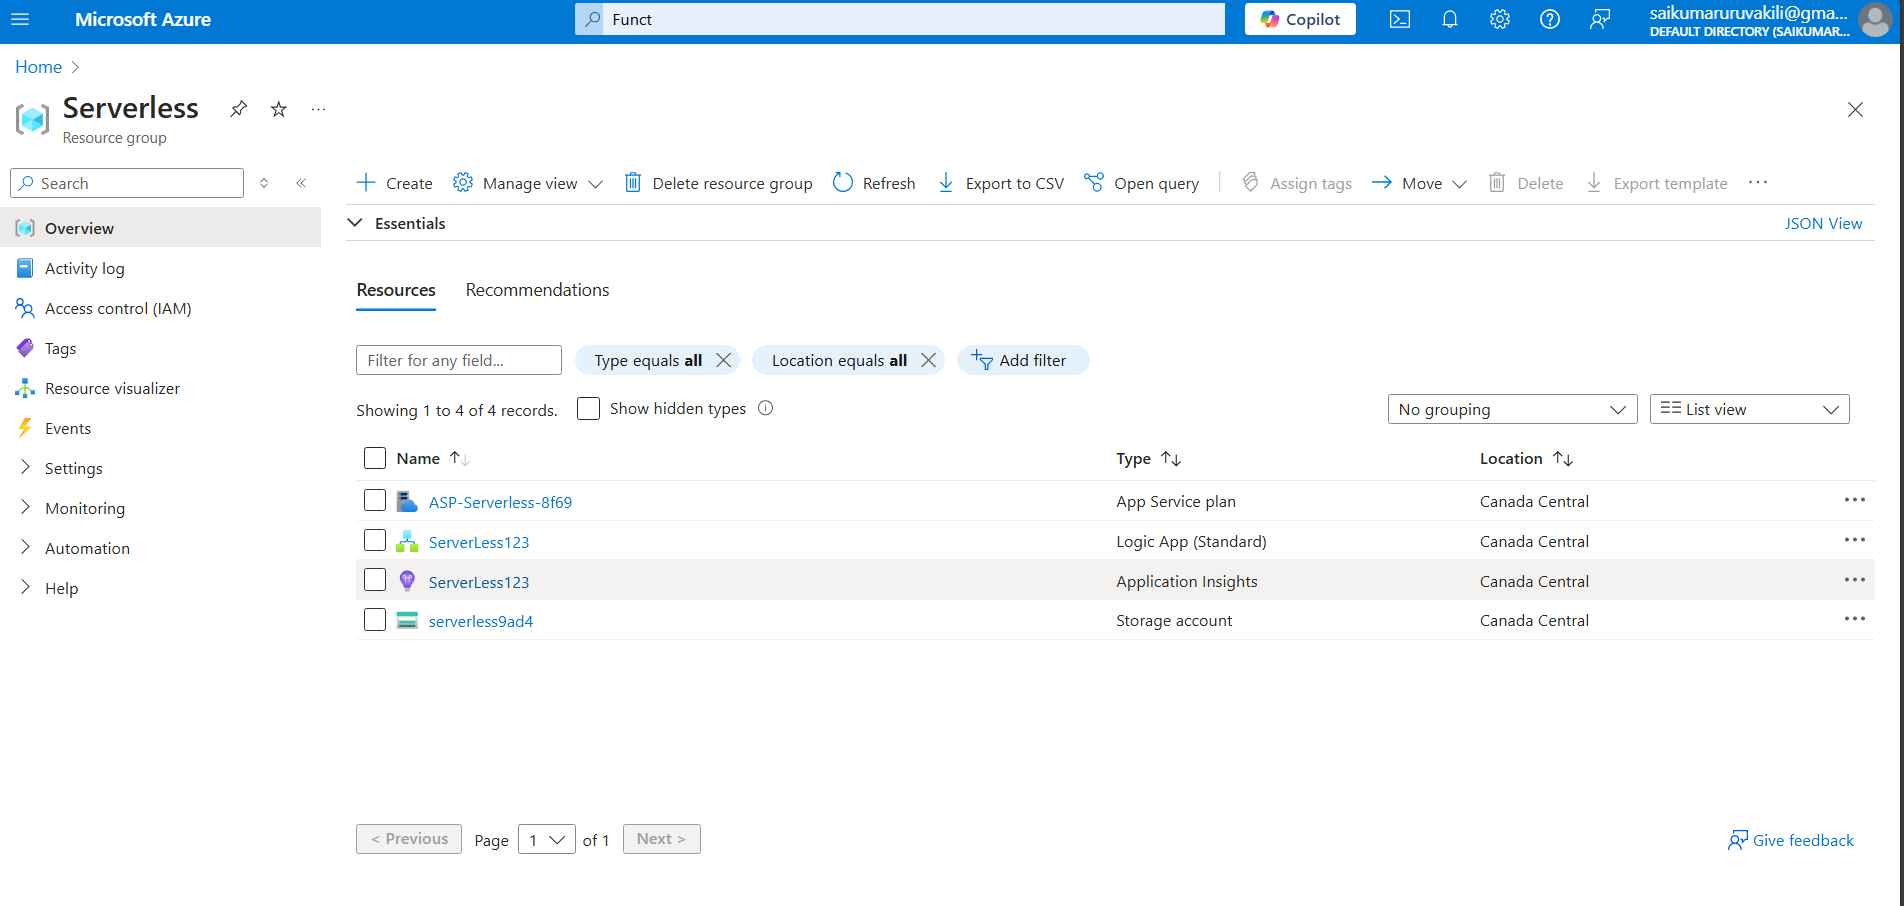 Microsoft Azure
Funct
Copilot
saikumaruruvakili@gma...
DEFAULT DIRECTORY (SAIKUMAR...
Home
Serverless
Resource group
Search
Overview
Activity log
Access control (IAM)
Tags
Resource visualizer
Events
Settings
Monitoring
Automation
Help
Create Manage view Delete resource group Refresh Export to CSV Open query Assign tags Move Delete Export template
Essentials JSON View
Resources Recommendations
Filter for any field... Type equals all Location equals all Add filter
Showing 1 to 4 of 4 records. Show hidden types No grouping List view
Name Type Location
ASP-Serverless-8f69 App Service plan Canada Central
ServerLess123 Logic App (Standard) Canada Central
ServerLess123 Application Insights Canada Central
serverless9ad4 Storage account Canada Central
< Previous Page 1 of 1 Next > Give feedback